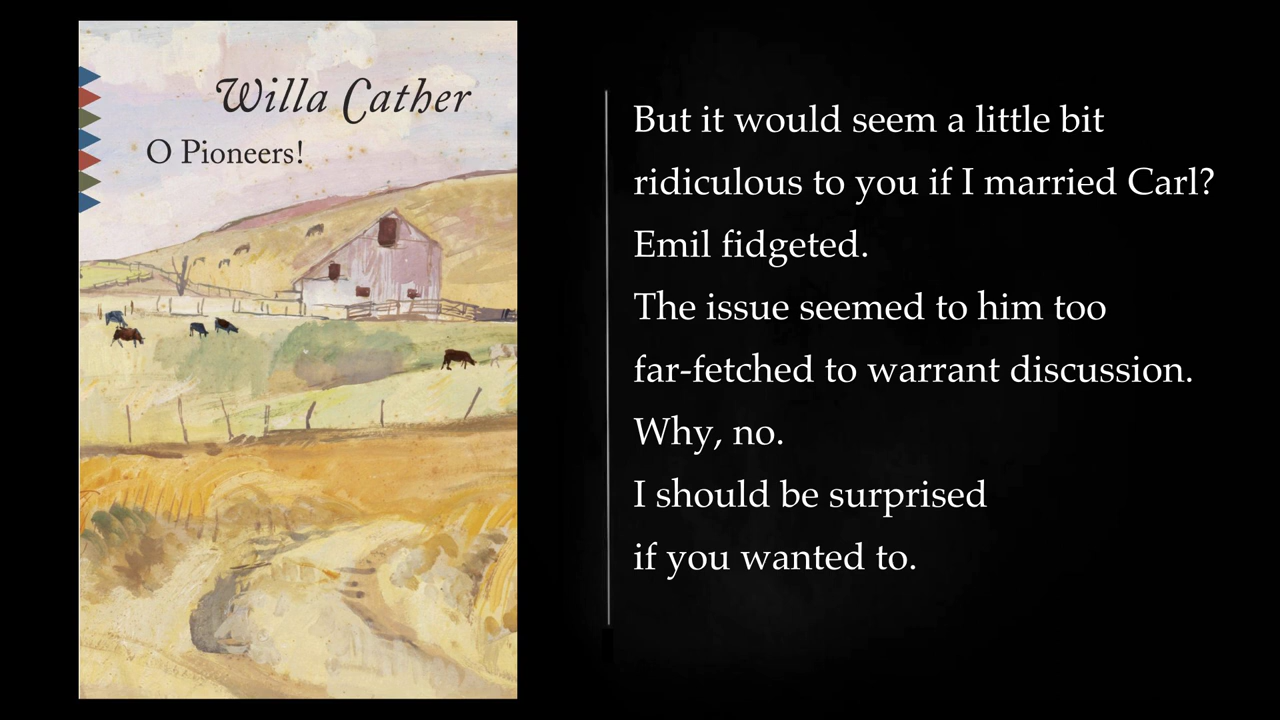 Willa Cather
O Pioneers!
But it would seem a little bit
ridiculous to you if I married Carl?
Emil fidgeted.
The issue seemed to him too
far-fetched to warrant discussion.
Why, no.
I should be surprised
if you wanted to.